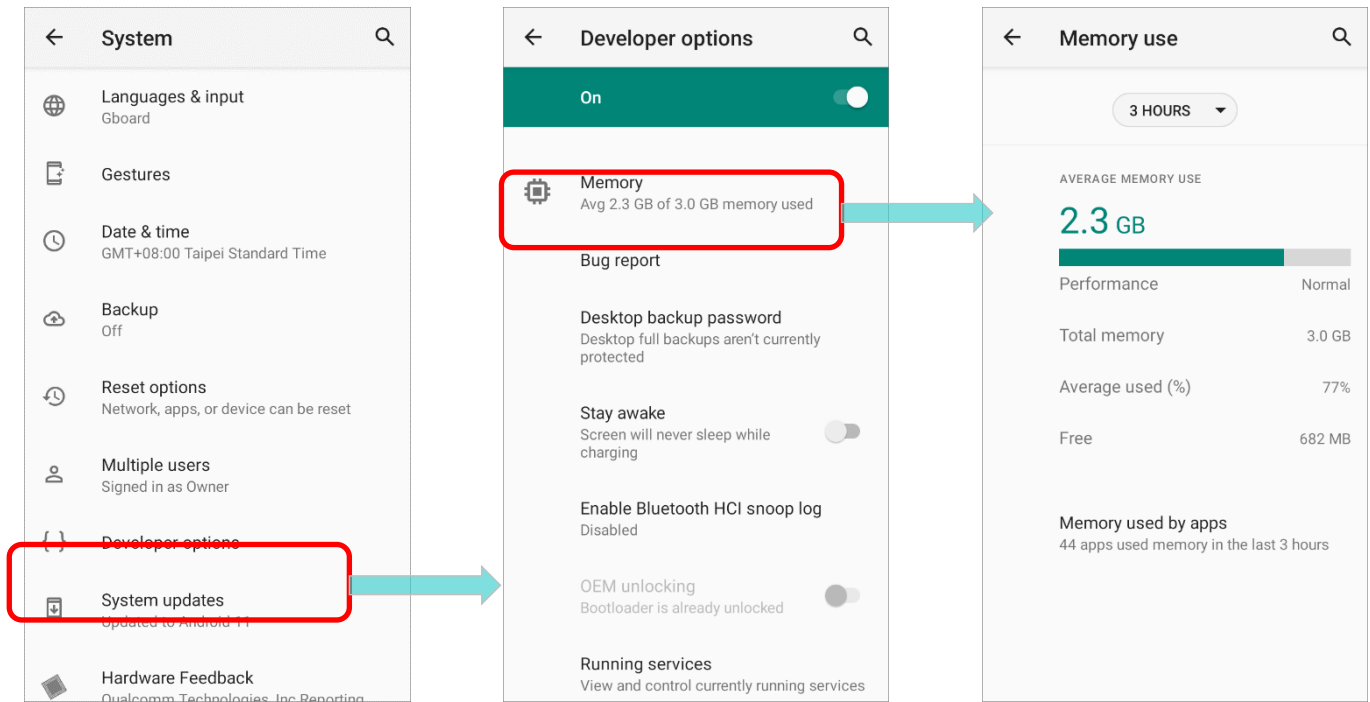 System
Languages & input
Gboard
Gestures
Date & time
GMT+08:00 Taipei Standard Time
Backup
Off
Reset options
Network, apps, or device can be reset
Multiple users
Signed in as Owner
Developer options
System updates
Updated to Android 11
Hardware Feedback
Qualcomm Technologies, Inc Reporting
Developer options
On
Memory
Avg 2.3 GB of 3.0 GB memory used
Bug report
Desktop backup password
Desktop full backups aren't currently
protected
Stay awake
Screen will never sleep while
charging
Enable Bluetooth HCI snoop log
Disabled
OEM unlocking
Bootloader is already unlocked
Running services
View and control currently running services
Memory use
3 HOURS
AVERAGE MEMORY USE
2.3 GB
Performance Normal
Total memory 3.0 GB
Average used (%) 77%
Free 682 MB
Memory used by apps
44 apps used memory in the last 3 hours